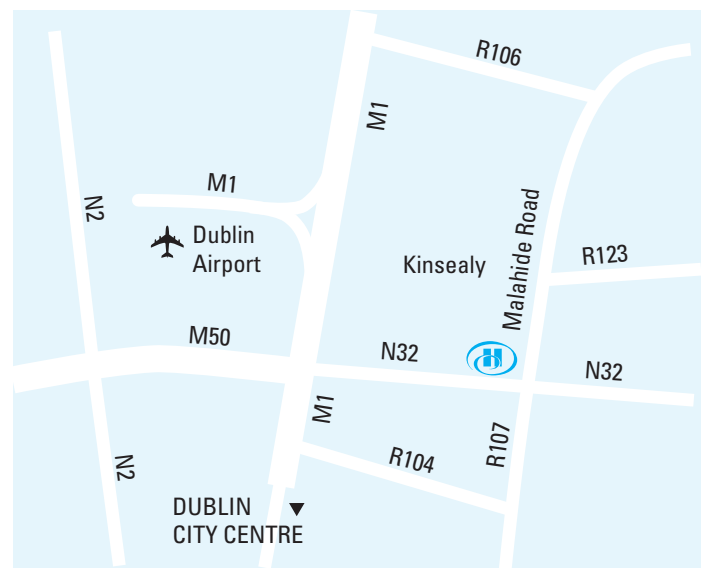 R106
M1
M1
N2
Dublin
Airport
Kinsealy
Malahide Road
R123
M50
N32
N32
M1
R107
R104
N2
DUBLIN
CITY CENTRE